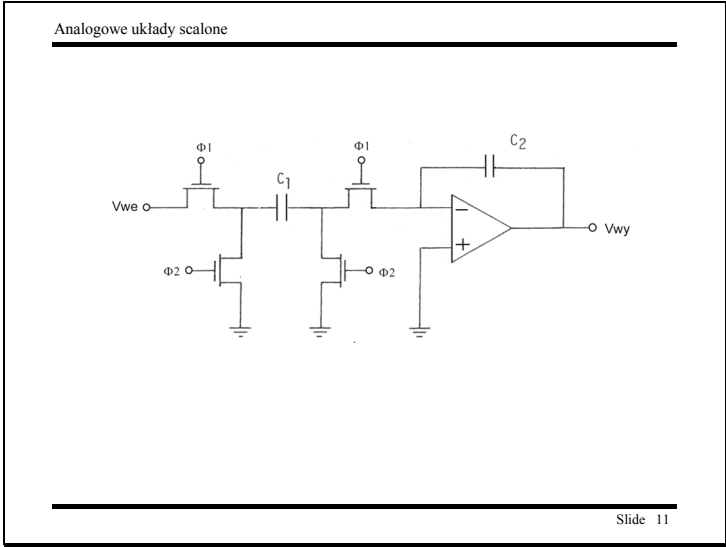 Analogowe układy scalone
Φ1
Φ1
C2
C1
Vwe
Vwy
Φ2
Φ2
Slide 11